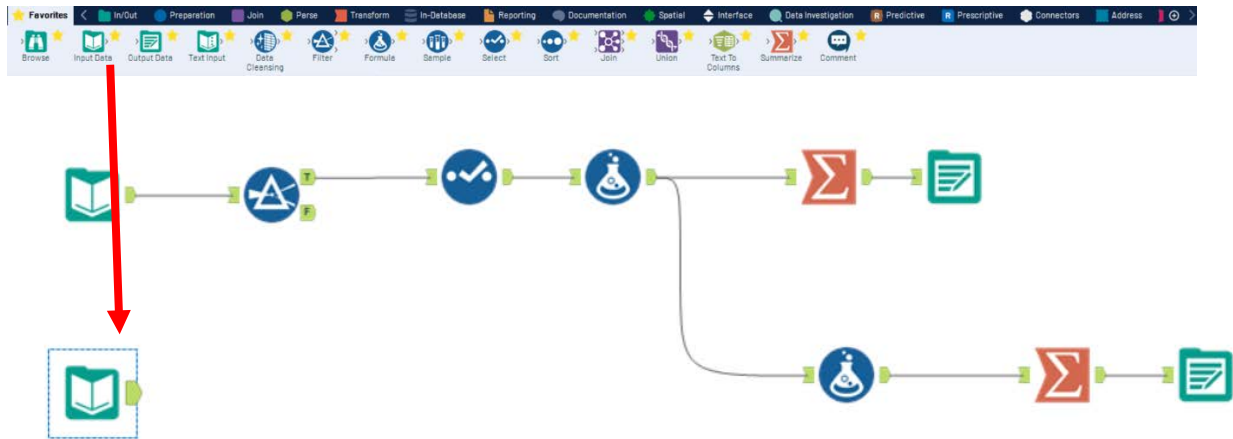 Favorites In/Out Preparation Join Parse Transform In-Database Reporting Documentation Spatial Interface Data Investigation R Predictive R Prescriptive Connectors Address
Browse Input Data Output Data Text Input Data Cleansing Filter Formula Sample Select Sort Join Union Text To Columns Summarize Comment
T
F